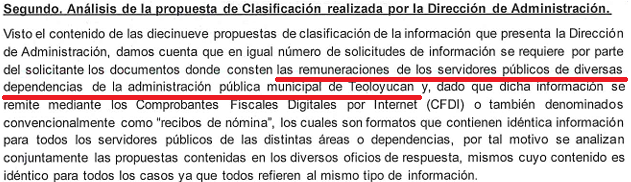 Segundo. Análisis de la propuesta de Clasificación realizada por la Dirección de Administración.
Visto el contenido de las diecinueve propuestas de clasificación de la información que presenta la Dirección
de Administración, damos cuenta que en igual número de solicitudes de información se requiere por parte
del solicitante los documentos donde consten las remuneraciones de los servidores públicos de diversas
dependencias de la administración pública municipal de Teoloyucan y, dado que dicha información se
remite mediante los Comprobantes Fiscales Digitales por Internet (CFDI) o también denominados
convencionalmente como "recibos de nómina", los cuales son formatos que contienen idéntica información
para todos los servidores públicos de las distintas áreas o dependencias, por tal motivo se analizan
conjuntamente las propuestas contenidas en los diversos oficios de respuesta, mismos cuyo contenido es
idéntico para todos los casos ya que todos refieren al mismo tipo de información.